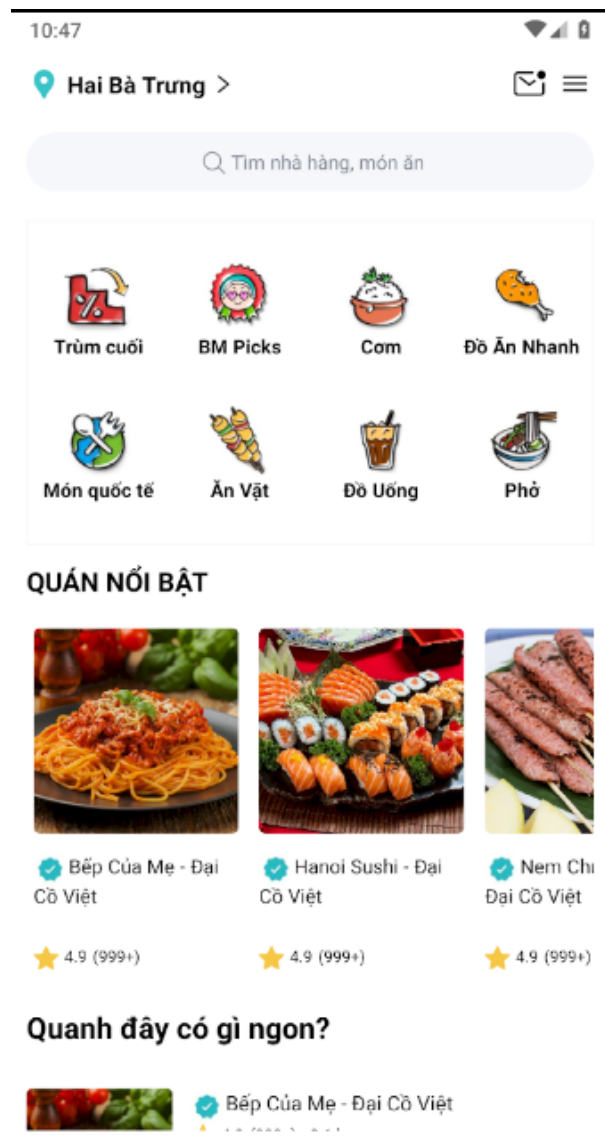 10:47
Hai Bà Trưng >
Tìm nhà hàng, món ăn
%
Trùm cuối BM Picks Cơm Đồ Ăn Nhanh
Món quốc tế Ăn Vặt Đồ Uống Phở
QUÁN NỔI BẬT
Bếp Của Mẹ - Đại
Cồ Việt
Hanoi Sushi - Đại
Cồ Việt
Nem Chu
Đại Cồ Việt
4.9 (999+)
4.9 (999+)
4.9 (999+)
Quanh đây có gì ngon?
Bếp Của Mẹ - Đại Cồ Việt